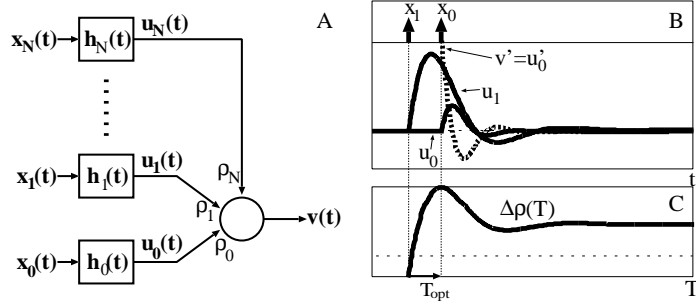 A
x_N(t) h_N(t) u_N(t)
x_1(t) h_1(t) u_1(t)
x_0(t) h_0(t) u_0(t)
ρ_N
ρ_1
ρ_0
v(t)
x_1 x_0
B
v'=u_0'
u_1
u_0
t
C
Δρ(T)
T_opt
T